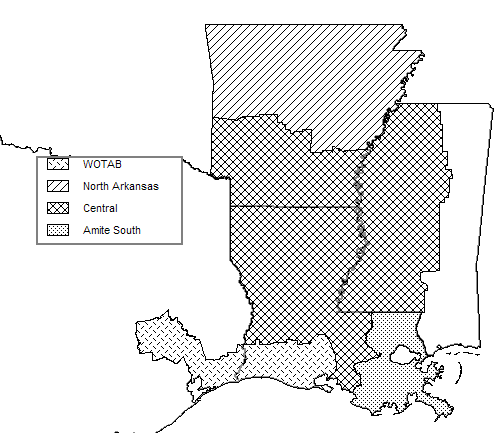 WOTAB
North Arkansas
Central
Amite South